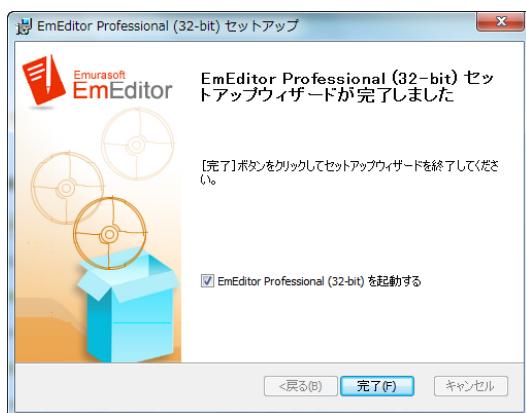 EmEditor Professional (32-bit) セットアップ
Emurasoft
EmEditor
EmEditor Professional (32-bit) セッ
トアップウィザードが完了しました
[完了]ボタンをクリックしてセットアップウィザードを終了してくださ
い。
EmEditor Professional (32-bit) を起動する
<戻る(B)
完了(F)
キャンセル